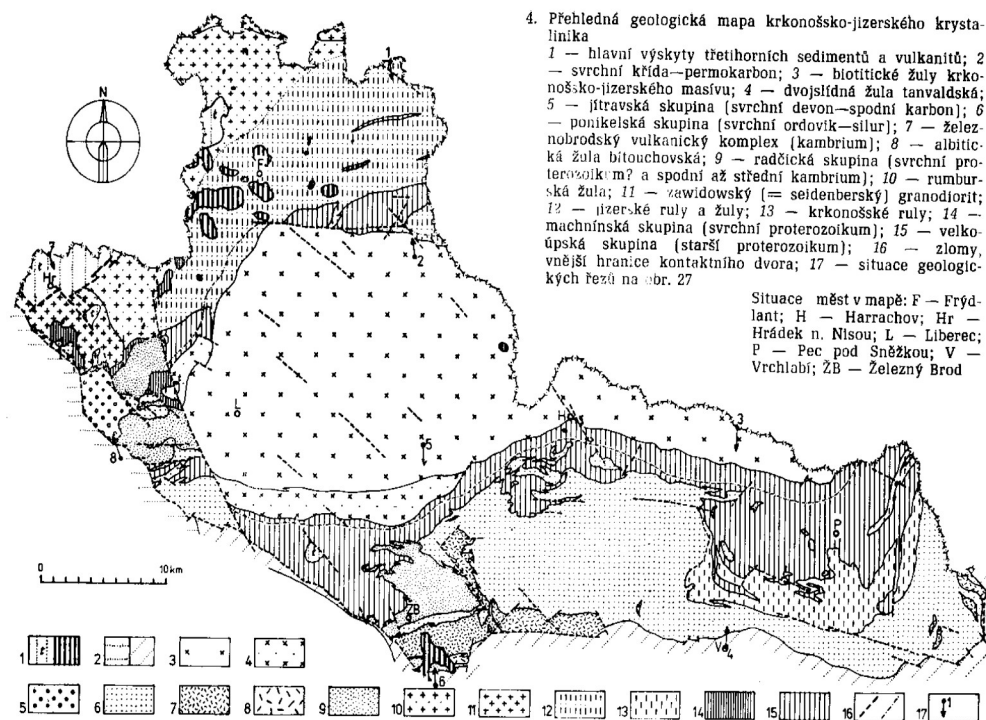 4. Přehledná geologická mapa krkonošsko-jizerského krysta-
linika
1 — hlavní výskyty třetihorních sedimentů a vulkanitů; 2
— svrchní křída—permokarbon; 3 — biotitické žuly krko-
nošsko-jizerského masívu; 4 — dvojslídná žula tanvaldská;
5 — jítravská skupina (svrchní devon—spodní karbon); 6
— ponikelská skupina (svrchní ordovik—silur); 7 — želez-
nobrodský vulkanický komplex (kambrium); 8 — albitic-
ká žula bítouchovská; 9 — radčická skupina (svrchní pro-
terozoikum? a spodní až střední kambrium); 10 — rumbur-
ská žula; 11 — zawidowský (= seidenberský) granodiorit;
12 — jizerské ruly a žuly; 13 — krkonošské ruly; 14 —
machnínská skupina (svrchní proterozoikum); 15 — velko-
úpská skupina (starší proterozoikum); 16 — zlomy,
vnější hranice kontaktního dvora; 17 — situace geologic-
kých řezů na obr. 27
Situace měst v mapě: F — Frýd-
lant; H — Harrachov; Hr —
Hrádek n. Nisou; L — Liberec;
P — Pec pod Sněžkou; V —
Vrchlabí; ŽB — Železný Brod
N
1
F
2
7
Hr
L
H
3
5
8
P
0 10 km
ŽB
V 4
6
1 2 3 4
5 6 7 8 9 10 11 12 13 14 15 16 17